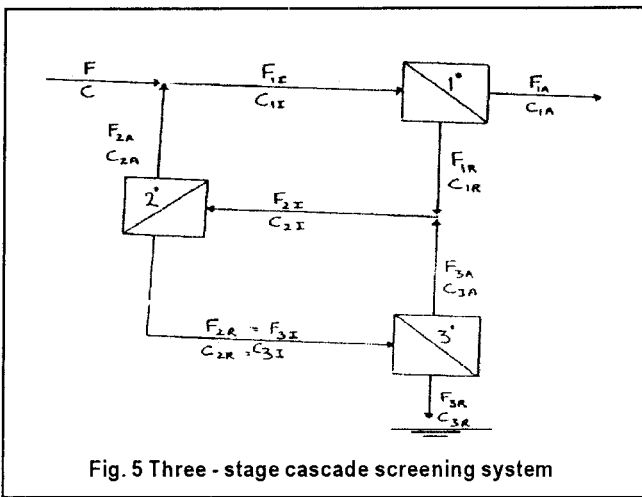 F
C
F1I
C1I
1°
F1A
C1A
F2A
C2A
F1R
C1R
2°
F2I
C2I
F3A
C3A
F2R = F3I
C2R = C3I
3°
F3R
C3R
Fig. 5 Three - stage cascade screening system